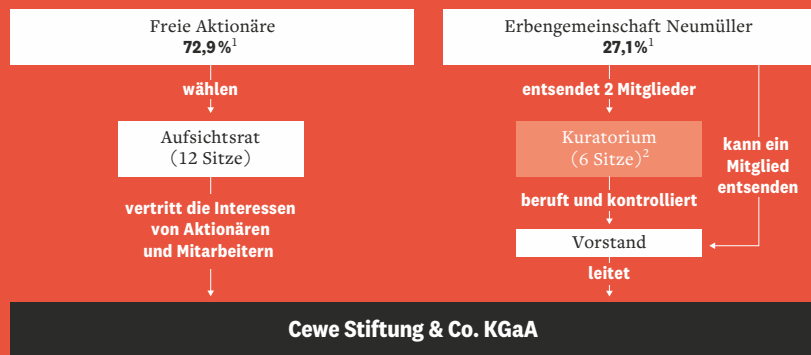 Freie Aktionäre
72,9 %¹
wählen
Aufsichtsrat
(12 Sitze)
vertritt die Interessen
von Aktionären
und Mitarbeitern
Erbengemeinschaft Neumüller
27,1 %¹
entsendet 2 Mitglieder
Kuratorium
(6 Sitze)²
beruft und kontrolliert
Vorstand
leitet
kann ein
Mitglied
entsenden
Cewe Stiftung & Co. KGaA